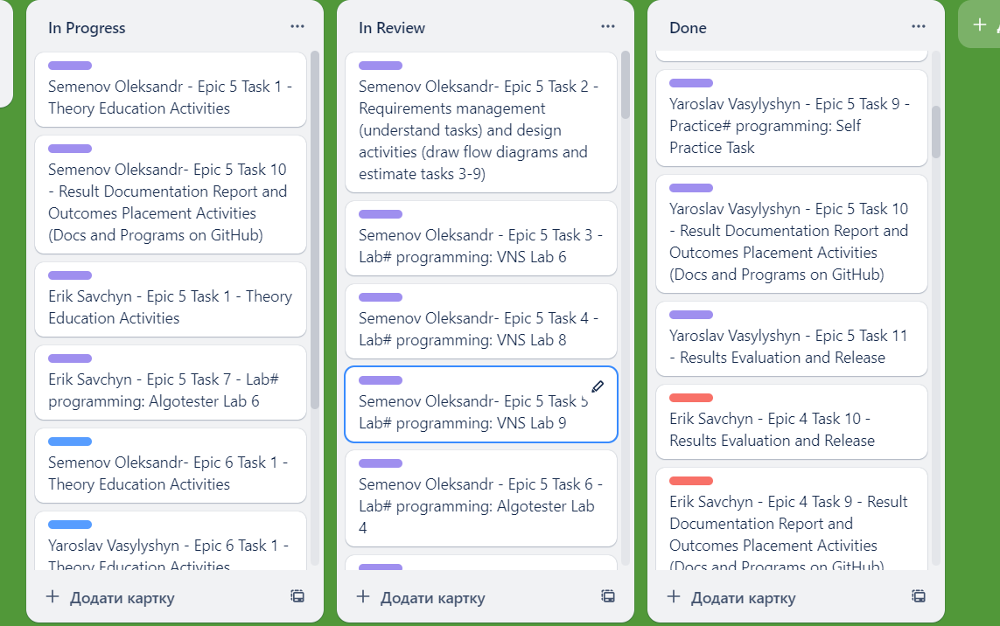 In Progress
Semenov Oleksandr - Epic 5 Task 1 -
Theory Education Activities
Semenov Oleksandr- Epic 5 Task 10
- Result Documentation Report and
Outcomes Placement Activities
(Docs and Programs on GitHub)
Erik Savchyn - Epic 5 Task 1 - Theory
Education Activities
Erik Savchyn - Epic 5 Task 7 - Lab#
programming: Algotester Lab 6
Semenov Oleksandr- Epic 6 Task 1 -
Theory Education Activities
Yaroslav Vasylyshyn - Epic 6 Task 1 -
Theory Education Activities
Додати картку
In Review
Semenov Oleksandr- Epic 5 Task 2 -
Requirements management
(understand tasks) and design
activities (draw flow diagrams and
estimate tasks 3-9)
Semenov Oleksandr - Epic 5 Task 3 -
Lab# programming: VNS Lab 6
Semenov Oleksandr- Epic 5 Task 4 -
Lab# programming: VNS Lab 8
Semenov Oleksandr- Epic 5 Task 5
Lab# programming: VNS Lab 9
Semenov Oleksandr - Epic 5 Task 6 -
Lab# programming: Algotester Lab
4
Додати картку
Done
Yaroslav Vasylyshyn - Epic 5 Task 9 -
Practice# programming: Self
Practice Task
Yaroslav Vasylyshyn - Epic 5 Task 10
- Result Documentation Report and
Outcomes Placement Activities
(Docs and Programs on GitHub)
Yaroslav Vasylyshyn - Epic 5 Task 11
- Results Evaluation and Release
Erik Savchyn - Epic 4 Task 10 -
Results Evaluation and Release
Erik Savchyn - Epic 4 Task 9 - Result
Documentation Report and
Outcomes Placement Activities
(Docs and Programs on GitHub)
Додати картку